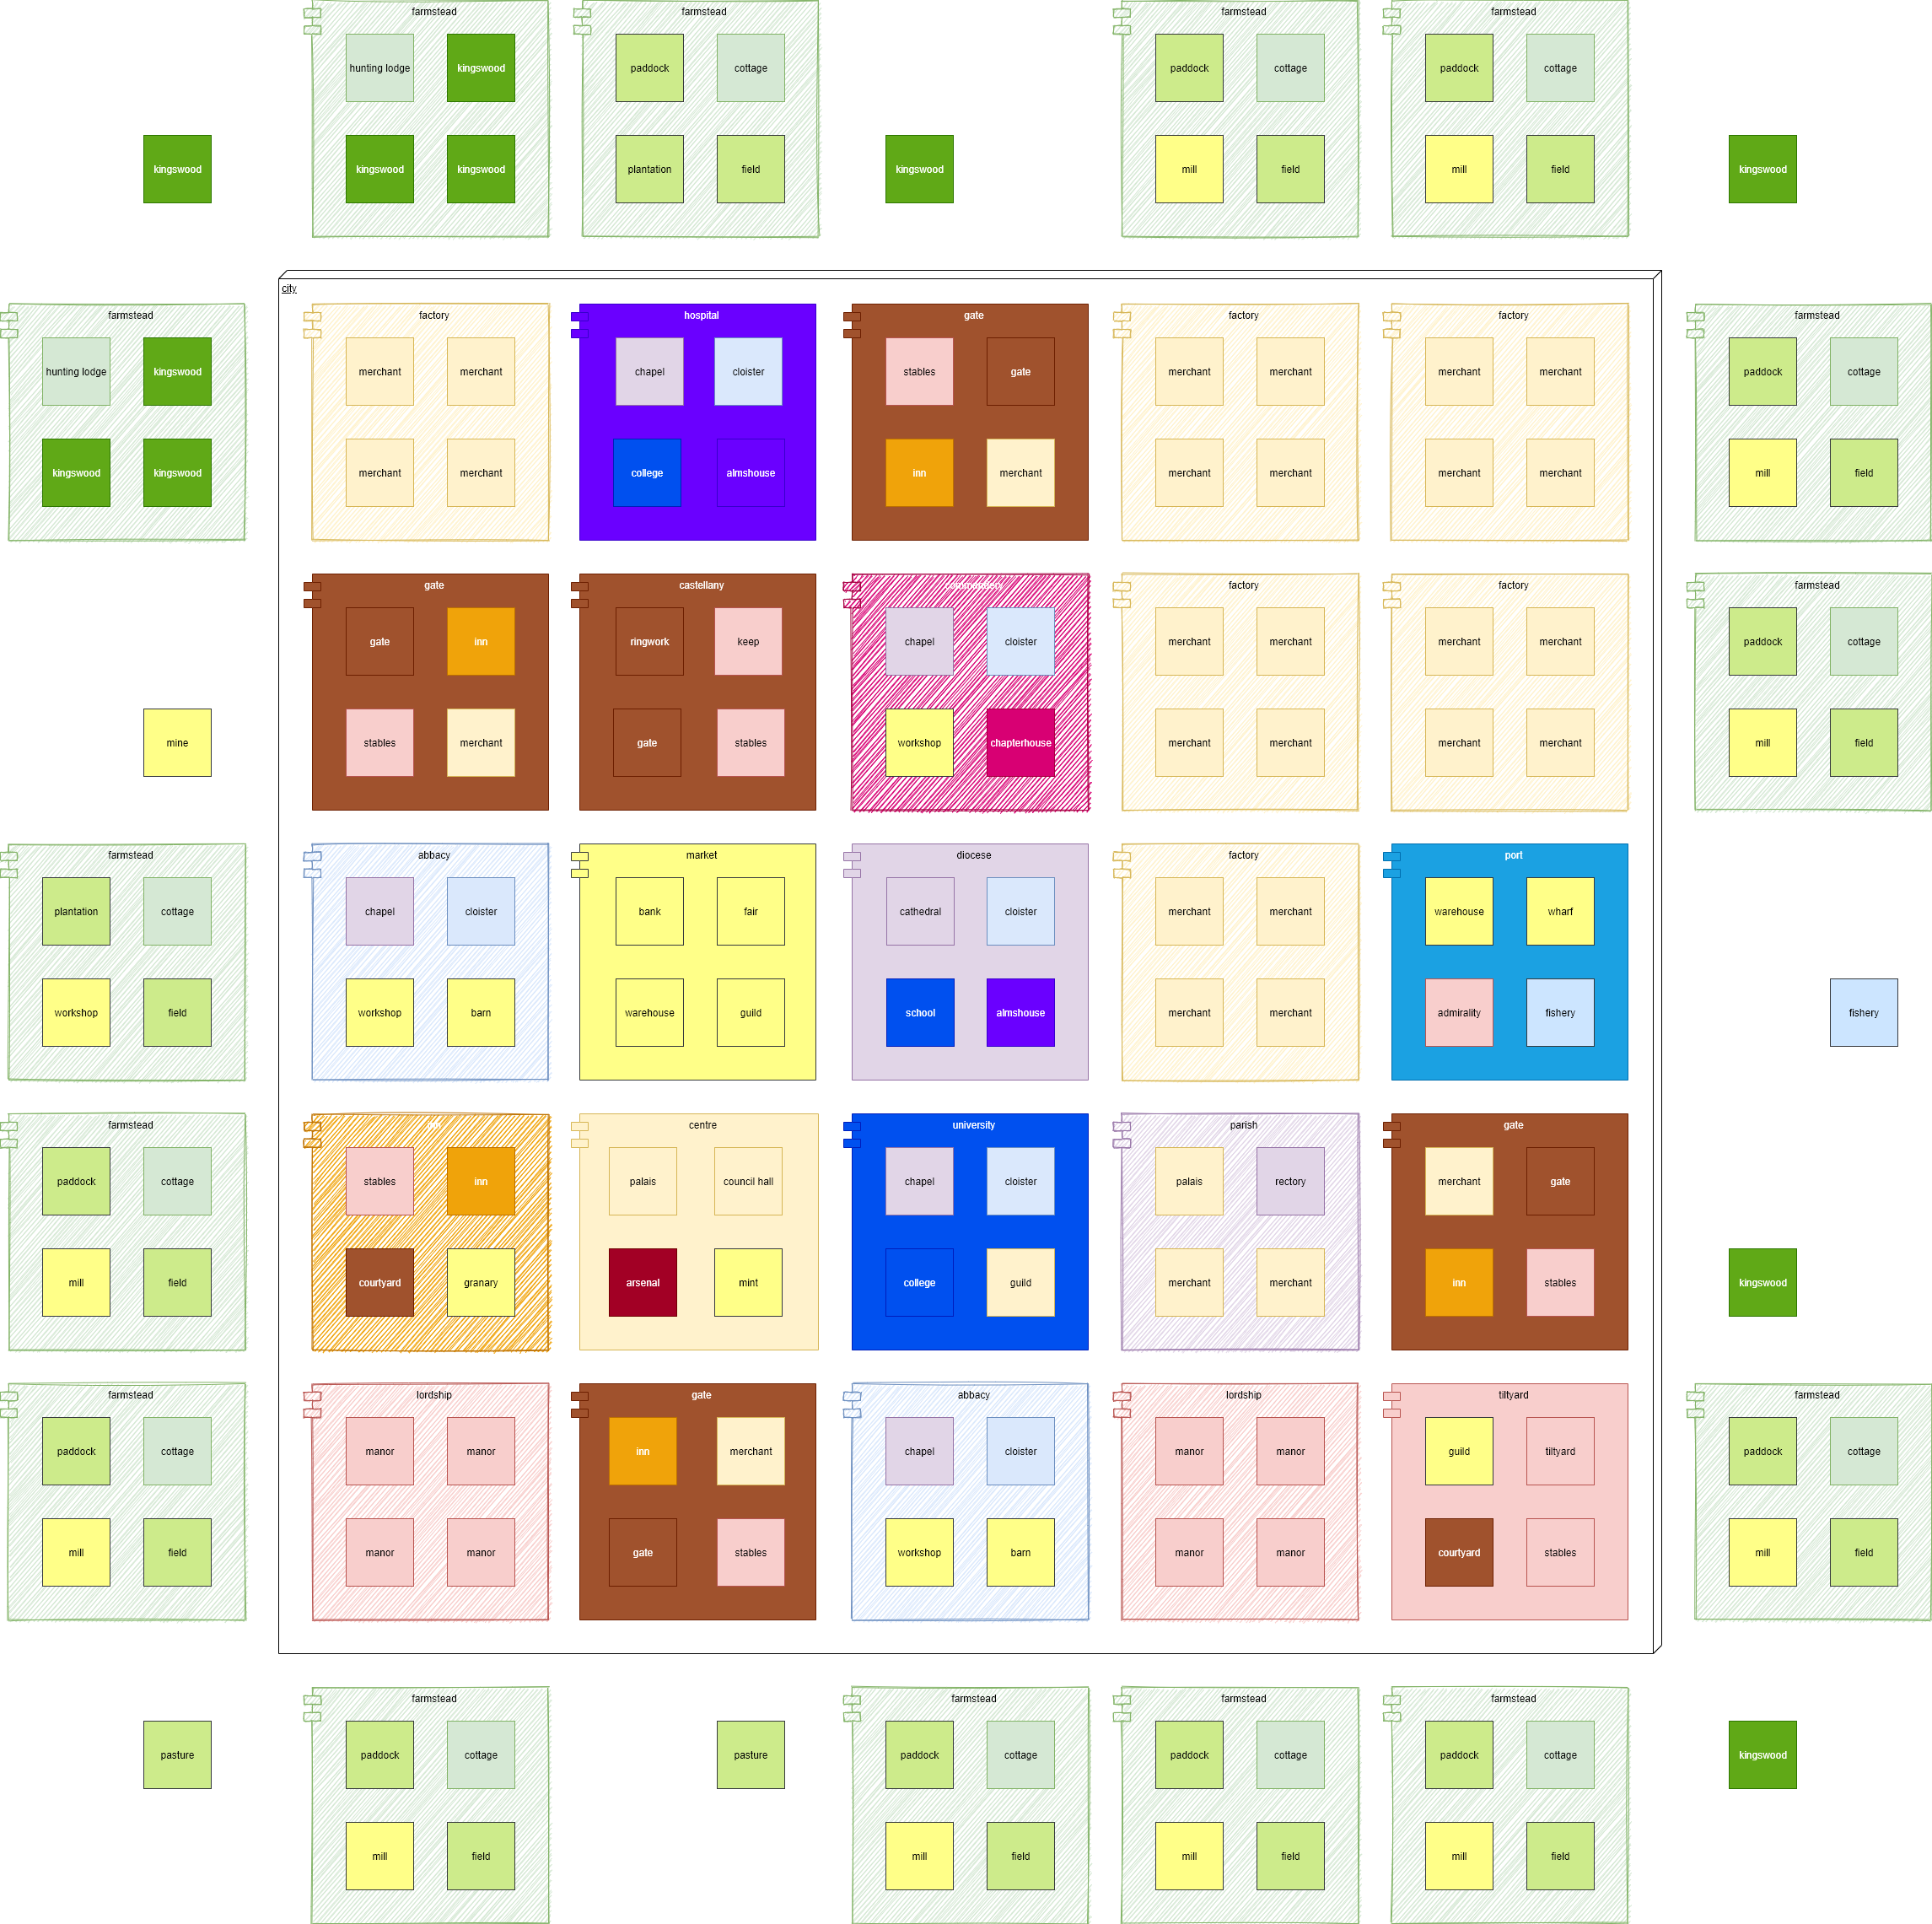 farmstead
hunting lodge
kingswood
kingswood
kingswood
farmstead
paddock
cottage
plantation
field
farmstead
paddock
cottage
mill
field
farmstead
paddock
cottage
mill
field
kingswood
kingswood
kingswood
city
farmstead
hunting lodge
kingswood
kingswood
kingswood
factory
merchant
merchant
merchant
merchant
hospital
chapel
cloister
college
almshouse
gate
stables
gate
inn
merchant
factory
merchant
merchant
merchant
merchant
factory
merchant
merchant
merchant
merchant
farmstead
paddock
cottage
mill
field
mine
gate
gate
inn
stables
merchant
castellany
ringwork
keep
gate
stables
chapel
cloister
workshop
chapterhouse
factory
merchant
merchant
merchant
merchant
factory
merchant
merchant
merchant
merchant
farmstead
paddock
cottage
mill
field
farmstead
plantation
cottage
workshop
field
abbacy
chapel
cloister
workshop
barn
market
bank
fair
warehouse
guild
diocese
cathedral
cloister
school
almshouse
factory
merchant
merchant
merchant
merchant
port
warehouse
wharf
admirality
fishery
fishery
farmstead
paddock
cottage
mill
field
stables
inn
courtyard
granary
centre
palais
council hall
arsenal
mint
university
chapel
cloister
college
guild
parish
palais
rectory
merchant
merchant
gate
merchant
gate
inn
stables
kingswood
farmstead
paddock
cottage
mill
field
lordship
manor
manor
manor
manor
gate
inn
merchant
gate
stables
abbacy
chapel
cloister
workshop
barn
lordship
manor
manor
manor
manor
tiltyard
guild
tiltyard
courtyard
stables
farmstead
paddock
cottage
mill
field
pasture
farmstead
paddock
cottage
mill
field
pasture
farmstead
paddock
cottage
mill
field
farmstead
paddock
cottage
mill
field
farmstead
paddock
cottage
mill
field
kingswood